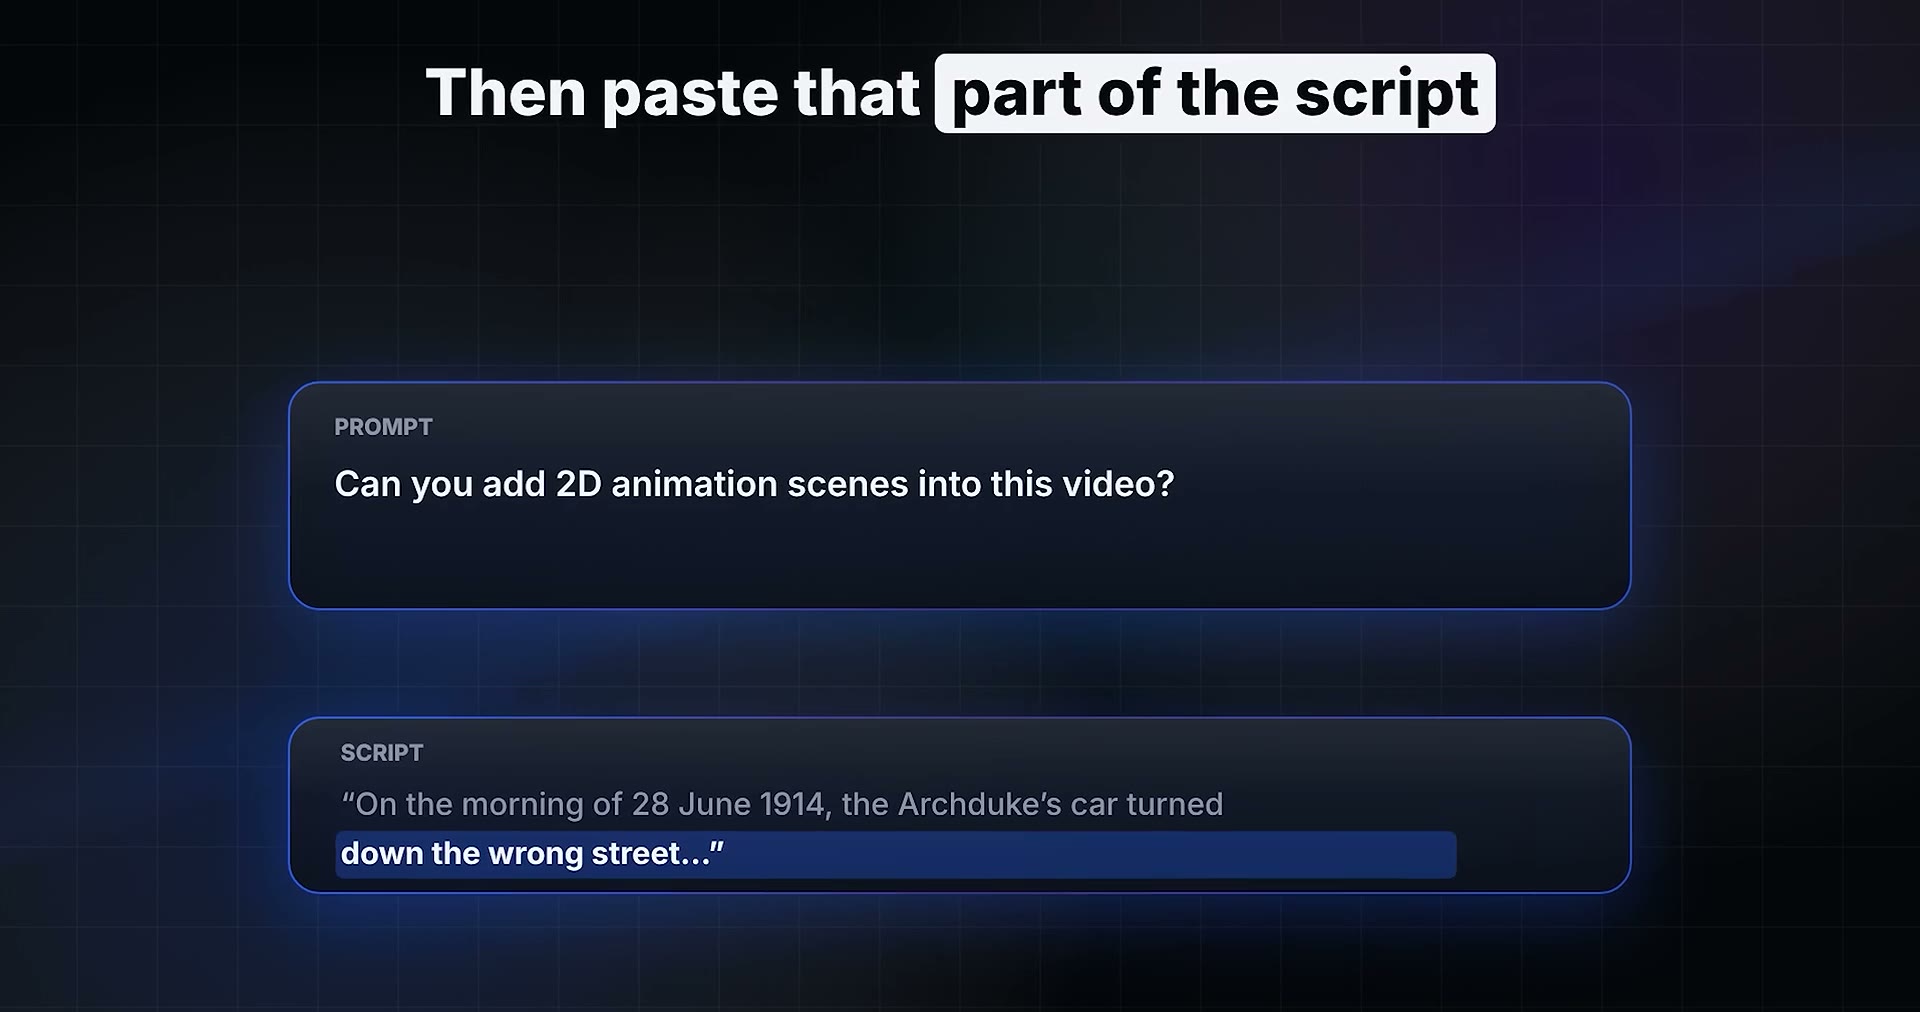 Then paste that part of the script
PROMPT
Can you add 2D animation scenes into this video?
SCRIPT
“On the morning of 28 June 1914, the Archduke’s car turned
down the wrong street...”